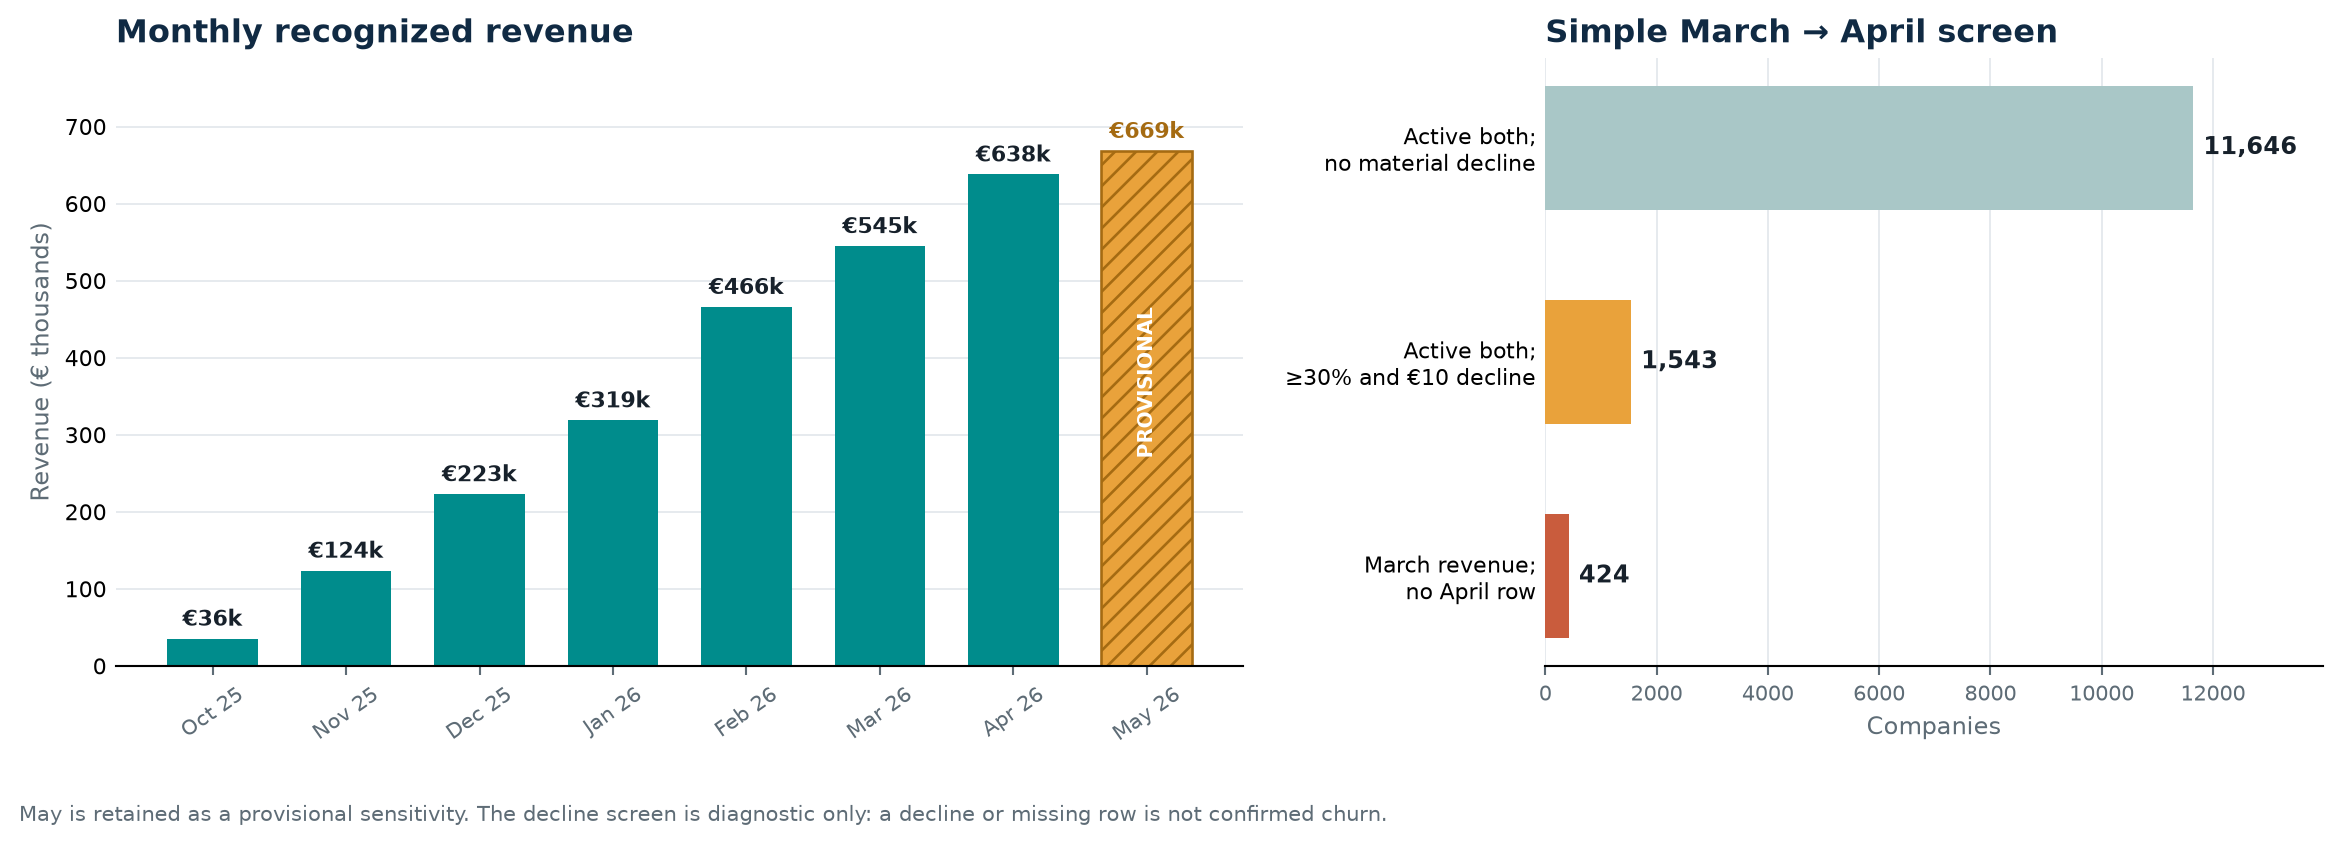 Monthly recognized revenue
Revenue (€ thousands)
700
600
500
400
300
200
100
0
€36k
€124k
€223k
€319k
€466k
€545k
€638k
€669k
PROVISIONAL
Oct 25
Nov 25
Dec 25
Jan 26
Feb 26
Mar 26
Apr 26
May 26
Simple March → April screen
Active both;
no material decline
11,646
Active both;
≥30% and €10 decline
1,543
March revenue;
no April row
424
0
2000
4000
6000
8000
10000
12000
Companies
May is retained as a provisional sensitivity. The decline screen is diagnostic only: a decline or missing row is not confirmed churn.